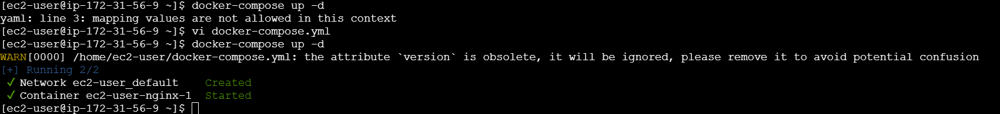 [ec2-user@ip-172-31-56-9 ~]$ docker-compose up -d
yaml: line 3: mapping values are not allowed in this context
[ec2-user@ip-172-31-56-9 ~]$ vi docker-compose.yml
[ec2-user@ip-172-31-56-9 ~]$ docker-compose up -d
WARN[0000] /home/ec2-user/docker-compose.yml: the attribute `version` is obsolete, it will be ignored, please remove it to avoid potential confusion
[+] Running 2/2
 ✓ Network ec2-user_default    Created
 ✓ Container ec2-user-nginx-1  Started
[ec2-user@ip-172-31-56-9 ~]$